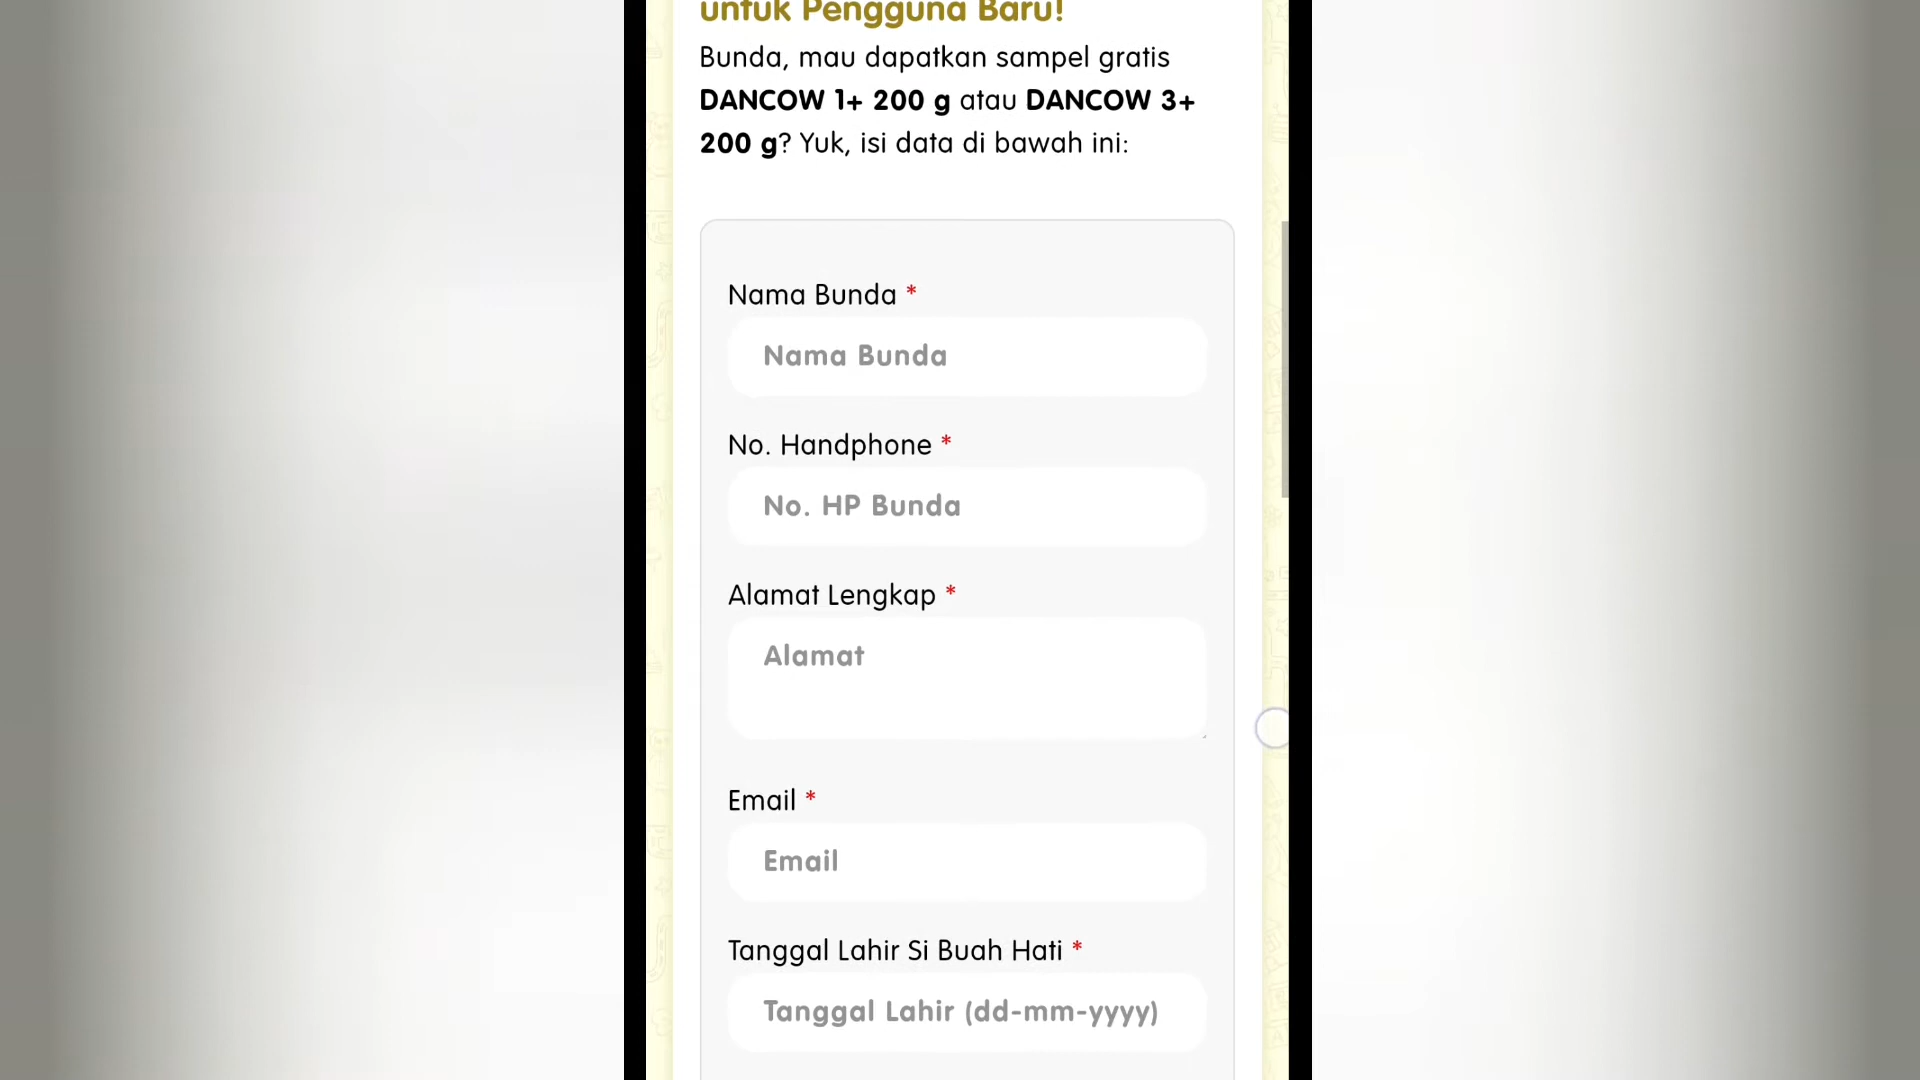 untuk Pengguna Baru!
Bunda, mau dapatkan sampel gratis
DANCOW 1+ 200 g atau DANCOW 3+
200 g? Yuk, isi data di bawah ini:
Nama Bunda *
Nama Bunda
No. Handphone *
No. HP Bunda
Alamat Lengkap *
Alamat
Email *
Email
Tanggal Lahir Si Buah Hati *
Tanggal Lahir (dd-mm-yyyy)